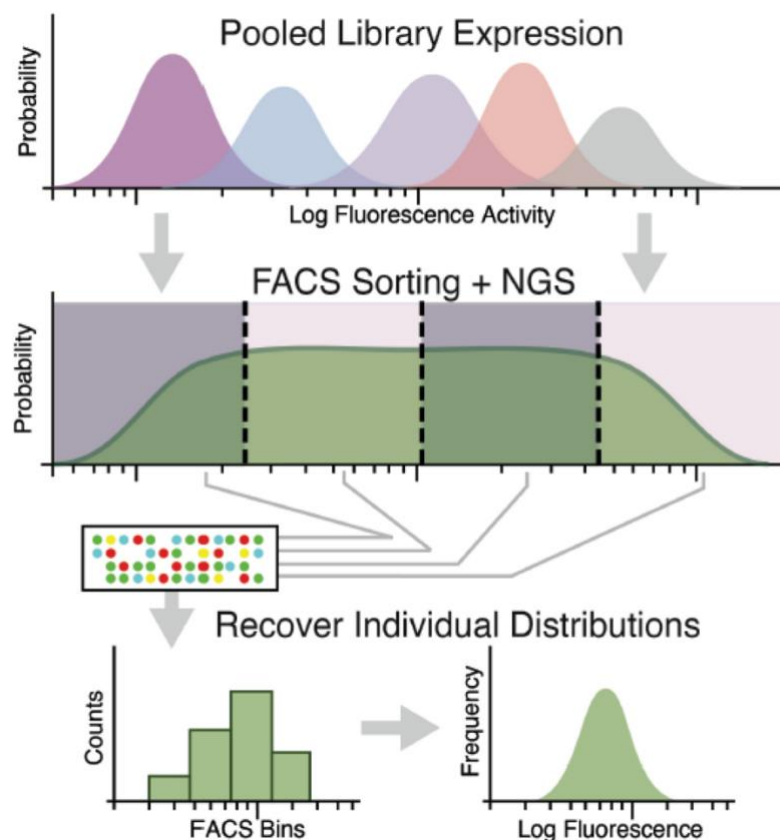 Pooled Library Expression
Probability
Log Fluorescence Activity
FACS Sorting + NGS
Probability
Recover Individual Distributions
Counts
FACS Bins
Frequency
Log Fluorescence